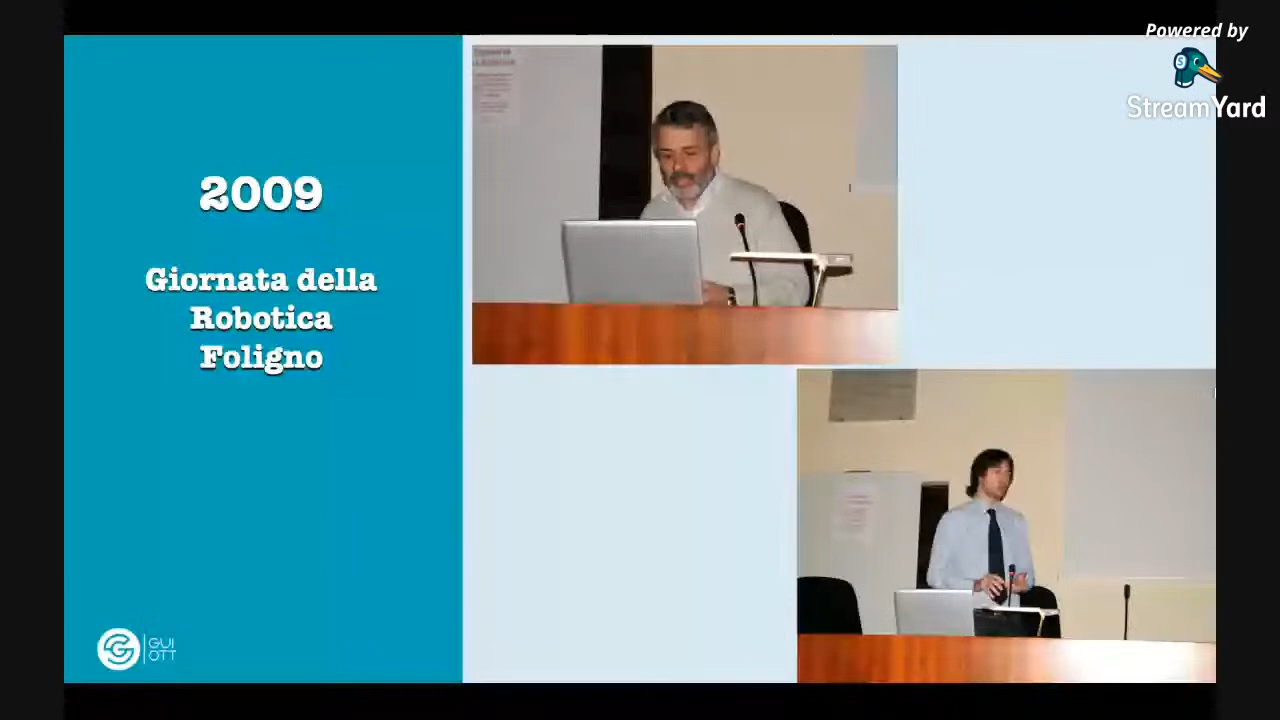 Powered by
StreamYard
2009
Giornata della
Robotica
Foligno
GUI
OTT